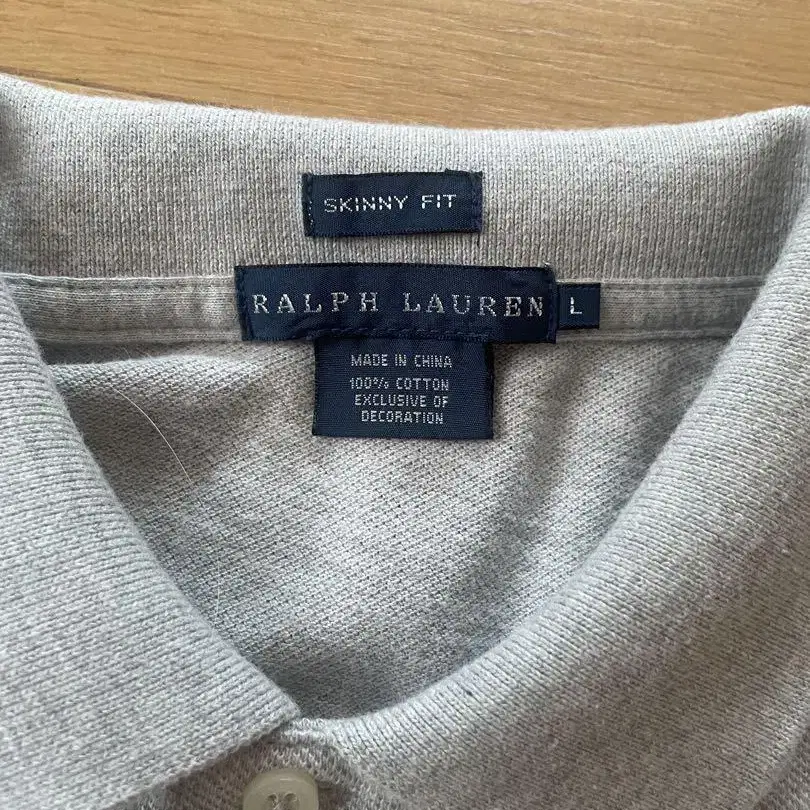 SKINNY FIT
RALPH LAUREN L
MADE IN CHINA
100% COTTON
EXCLUSIVE OF
DECORATION